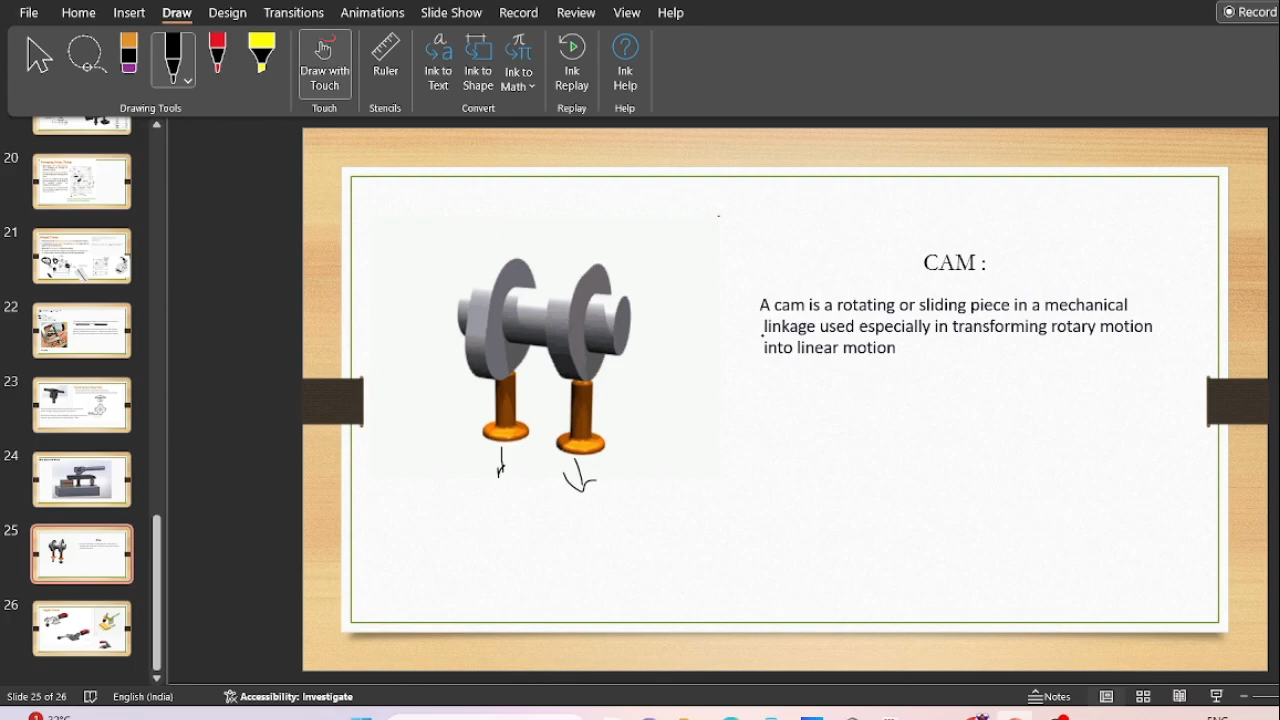 File Home Insert Draw Design Transitions Animations Slide Show Record Review View Help Record
Draw with Touch
Ruler
Ink to Text
Ink to Shape
Ink to Math
Ink Replay
Ink Help
Drawing Tools Touch Stencils Convert Replay Help
20
21
22
23
24
25
26
CAM :
A cam is a rotating or sliding piece in a mechanical
linkage used especially in transforming rotary motion
into linear motion
Slide 25 of 26 English (India) Accessibility: Investigate Notes